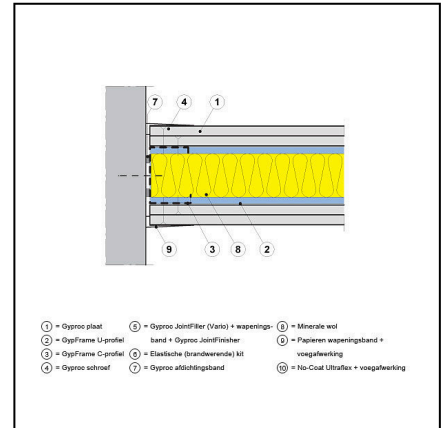 7 4 1
9 3 8 2
1 = Gyproc plaat
2 = GypFrame U-profiel
3 = GypFrame C-profiel
4 = Gyproc schroef
5 = Gyproc JointFiller (Vario) + wapenings-
band + Gyproc JointFinisher
6 = Elastische (brandwerende) kit
7 = Gyproc afdichtingsband
8 = Minerale wol
9 = Papieren wapeningsband +
voegafwerking
10 = No-Coat Ultraflex + voegafwerking